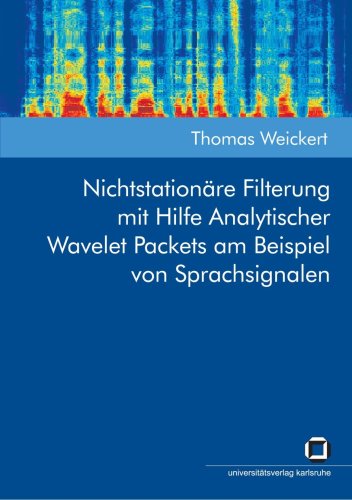 Thomas Weickert
Nichtstationäre Filterung
mit Hilfe Analytischer
Wavelet Packets am Beispiel
von Sprachsignalen
universitätsverlag karlsruhe